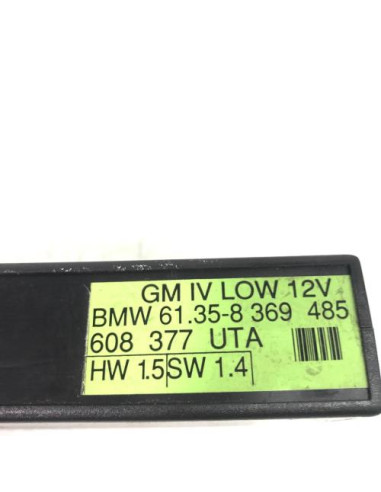 GM IV LOW 12V
BMW 61.35-8 369 485
608 377 UTA
HW 1.5 SW 1.4